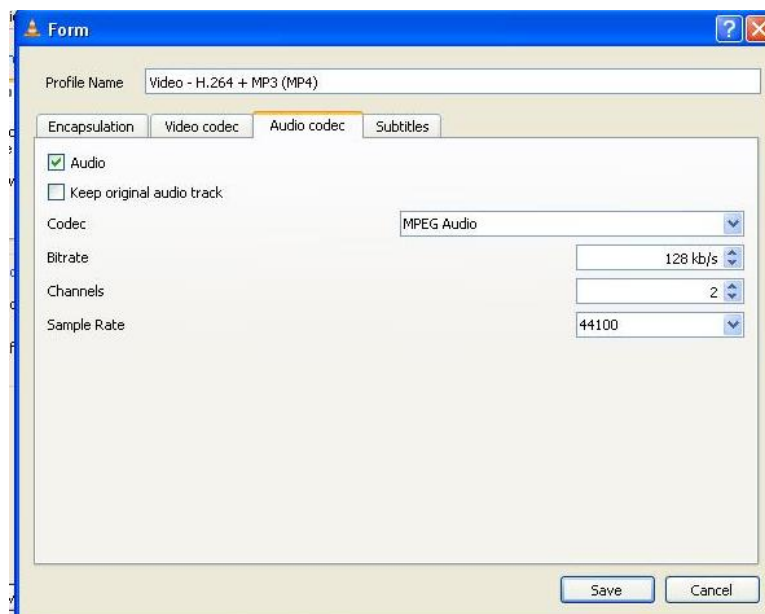 Form
Profile Name Video - H.264 + MP3 (MP4)
Encapsulation Video codec Audio codec Subtitles
Audio
Keep original audio track
Codec MPEG Audio
Bitrate 128 kb/s
Channels 2
Sample Rate 44100
Save Cancel